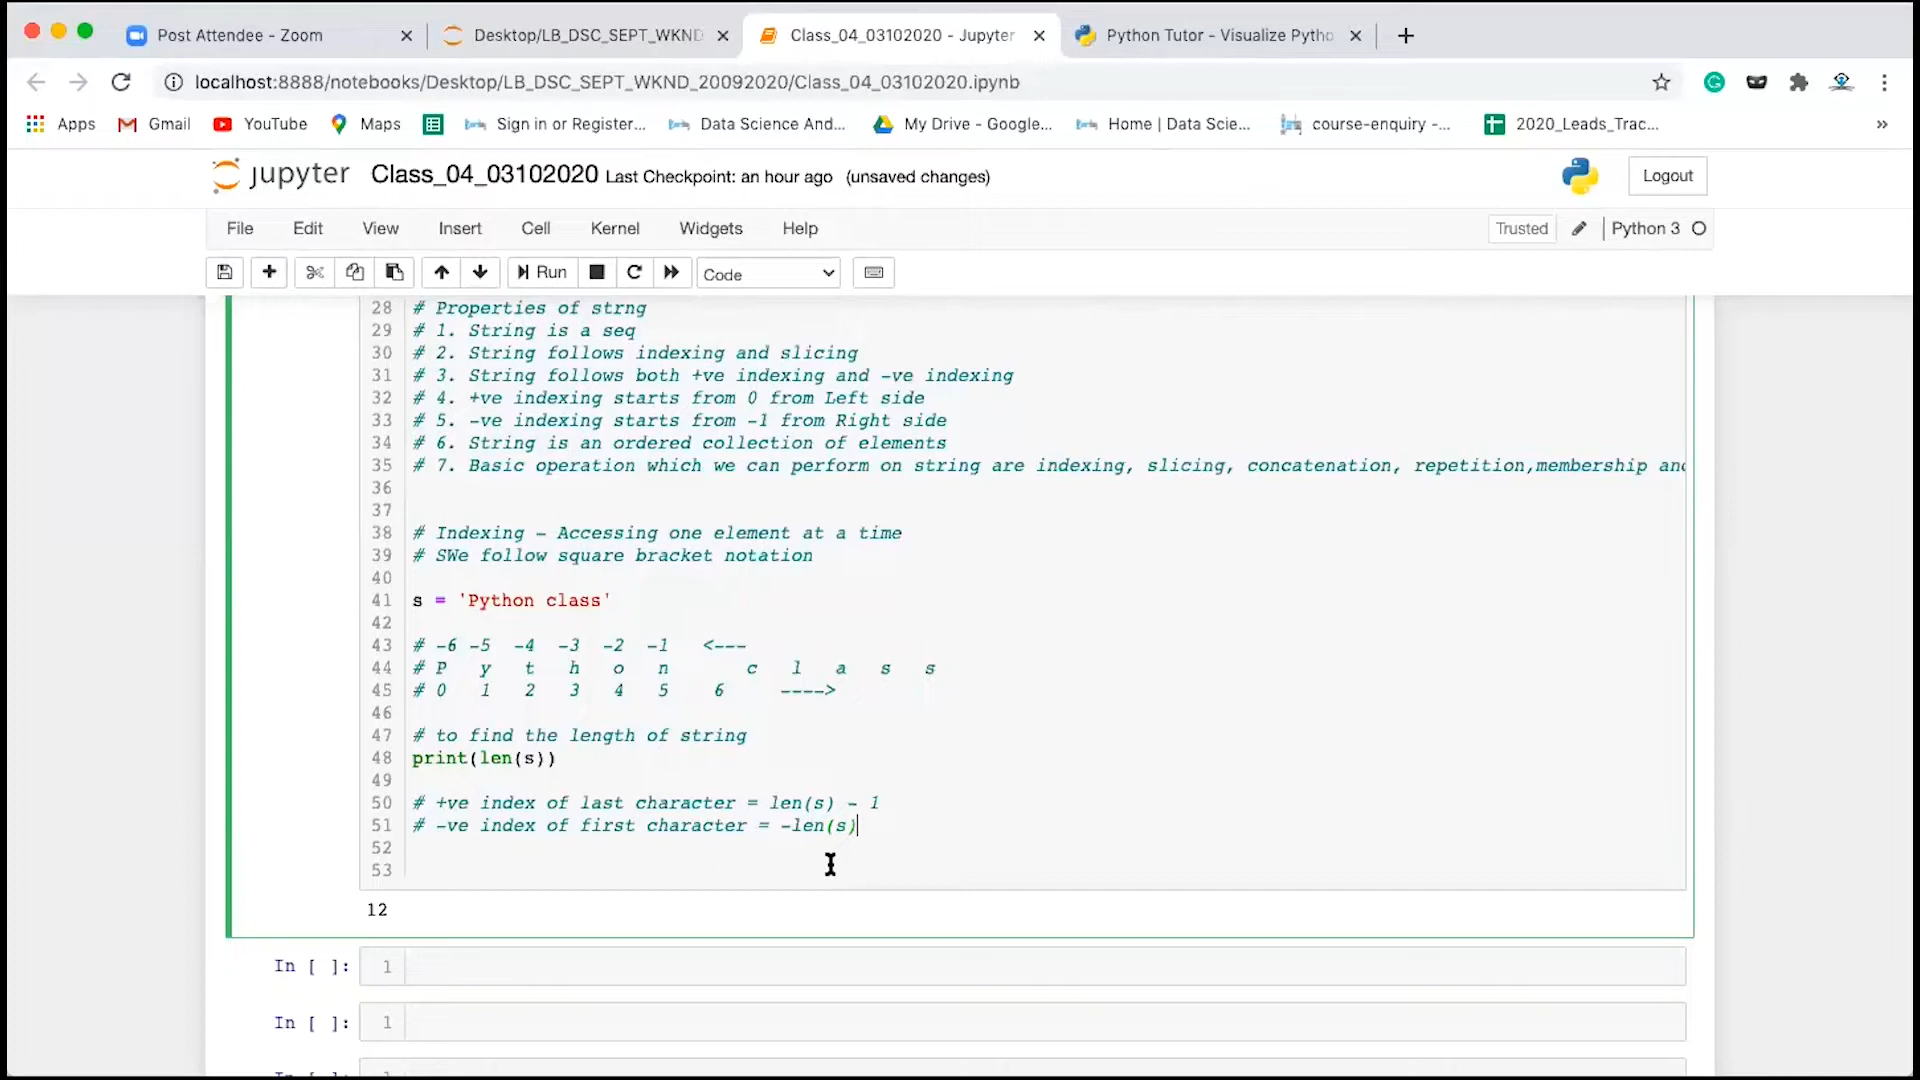 Post Attendee - Zoom
Desktop/LB_DSC_SEPT_WKND
Class_04_03102020 - Jupyter
Python Tutor - Visualize Pytho
localhost:8888/notebooks/Desktop/LB_DSC_SEPT_WKND_20092020/Class_04_03102020.ipynb
Apps Gmail YouTube Maps Sign in or Register... Data Science And... My Drive - Google... Home | Data Scie... course-enquiry -... 2020_Leads_Trac... »
jupyter Class_04_03102020 Last Checkpoint: an hour ago (unsaved changes) Logout
File Edit View Insert Cell Kernel Widgets Help Trusted Python 3
Run Code
28 # Properties of strng
29 # 1. String is a seq
30 # 2. String follows indexing and slicing
31 # 3. String follows both +ve indexing and -ve indexing
32 # 4. +ve indexing starts from 0 from Left side
33 # 5. -ve indexing starts from -1 from Right side
34 # 6. String is an ordered collection of elements
35 # 7. Basic operation which we can perform on string are indexing, slicing, concatenation, repetition,membership and
36
37
38 # Indexing - Accessing one element at a time
39 # SWe follow square bracket notation
40
41 s = 'Python class'
42
43 # -6 -5 -4 -3 -2 -1 <---
44 # P y t h o n c l a s s
45 # 0 1 2 3 4 5 6 ---->
46
47 # to find the length of string
48 print(len(s))
49
50 # +ve index of last character = len(s) - 1
51 # -ve index of first character = -len(s)
52
53
12
In [ ]: 1
In [ ]: 1